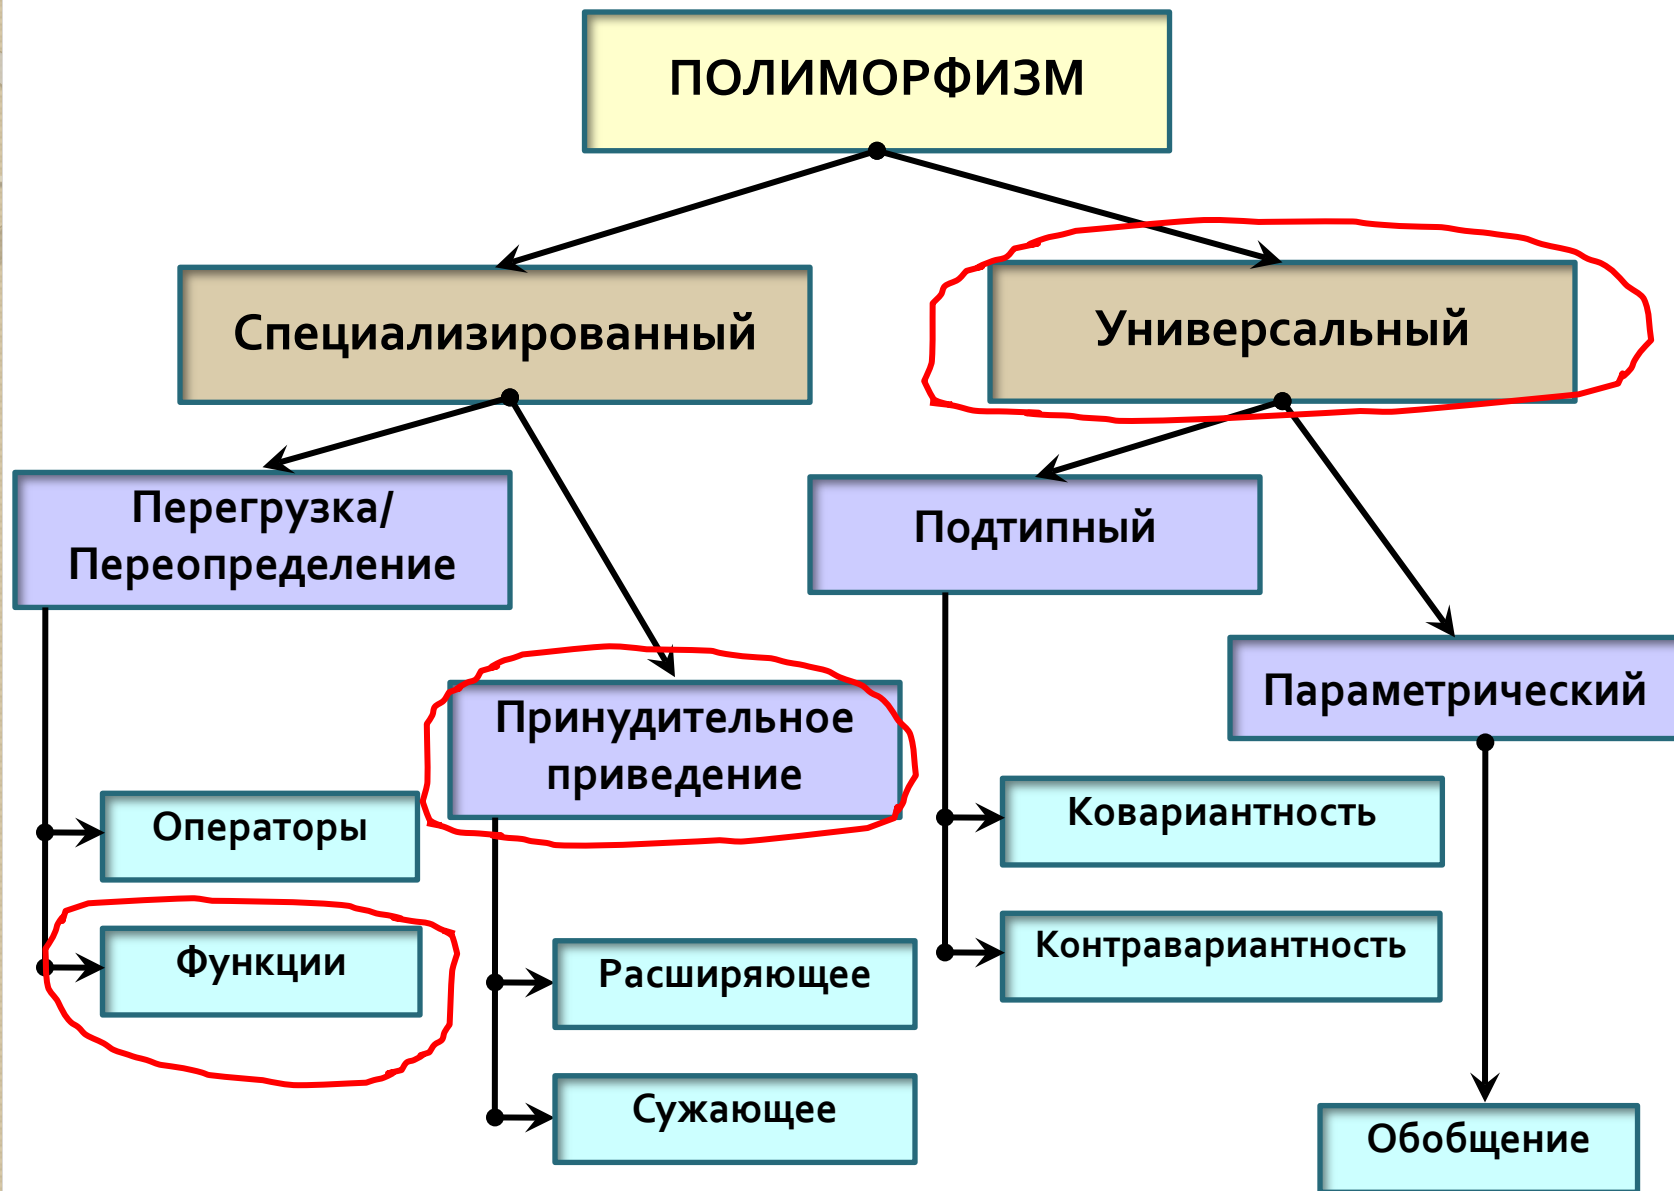 ПОЛИМОРФИЗМ
Специализированный
Универсальный
Перегрузка/
Переопределение
Подтипный
Принудительное
приведение
Параметрический
Операторы
Функции
Расширяющее
Сужающее
Ковариантность
Контравариантность
Обобщение